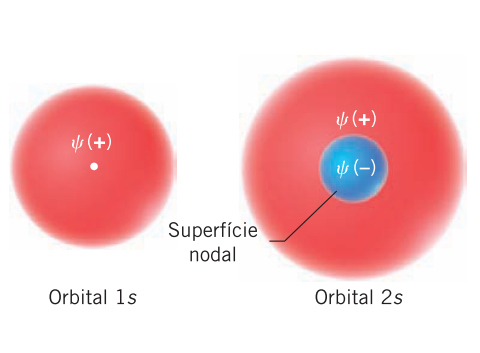 ψ (+)
ψ (+)
ψ (–)
Superfície
nodal
Orbital 1s
Orbital 2s